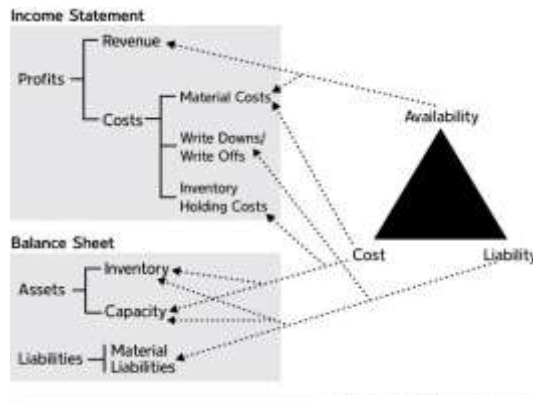 Income Statement
Revenue
Profits
Material Costs
Costs
Availability
Write Downs/
Write Offs
Inventory
Holding Costs
Balance Sheet
Cost
Liability
Inventory
Assets
Capacity
Liabilities
Material
Liabilities